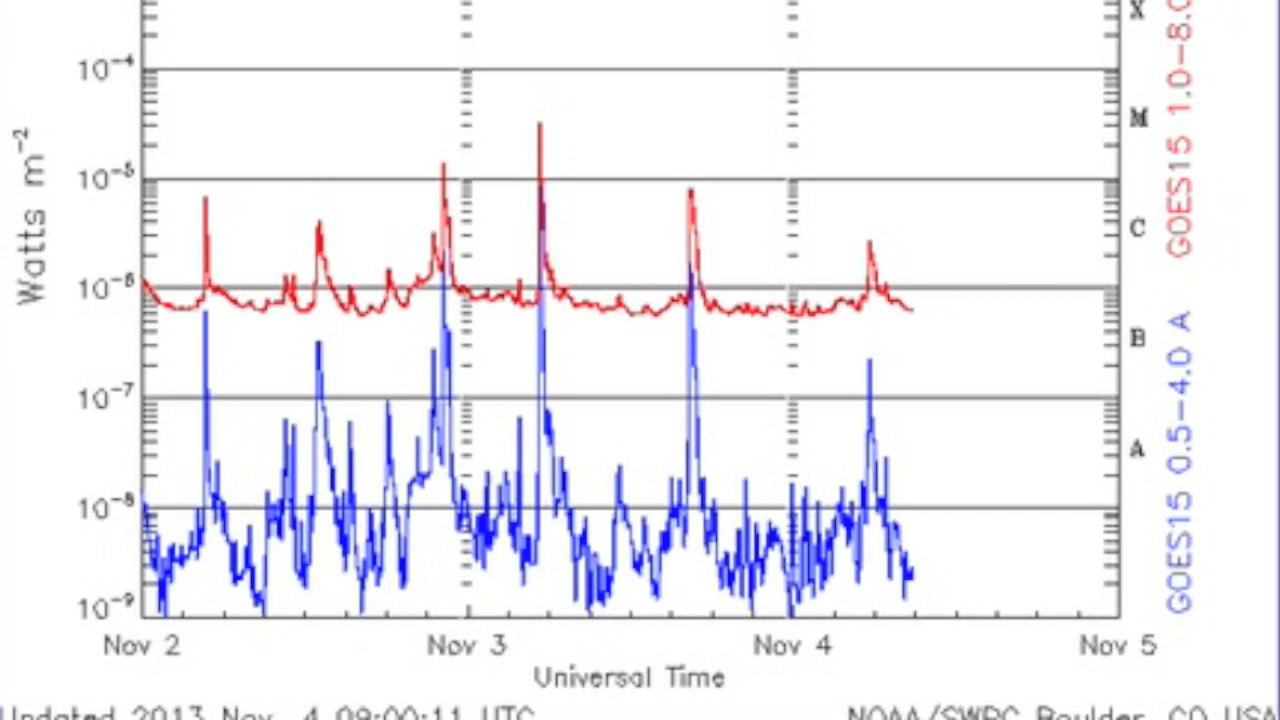 X
10⁻⁴
M
10⁻⁵
C
10⁻⁶
B
10⁻⁷
A
10⁻⁸
10⁻⁹
Watts m⁻²
GOES15 1.0-8.0
GOES15 0.5-4.0 A
Nov 2 Nov 3 Nov 4 Nov 5
Universal Time
Updated 2013 Nov 4 09:00:11 UTC NOAA/SWPC Boulder, CO USA